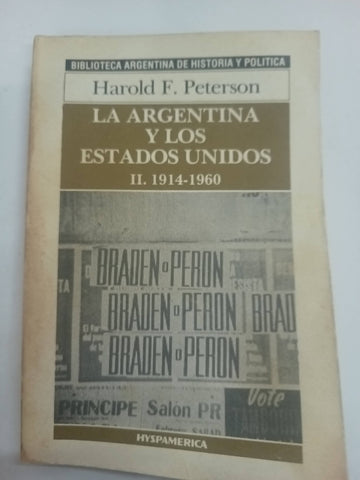 BIBLIOTECA ARGENTINA DE HISTORIA Y POLITICA
Harold F. Peterson
LA ARGENTINA
Y LOS
ESTADOS UNIDOS
II. 1914-1960
BRADEN o PERON
BRADEN o PERON
BRADEN o PERON
BRAD
PRINCIPE Salón PR
Vote
HYSPAMERICA